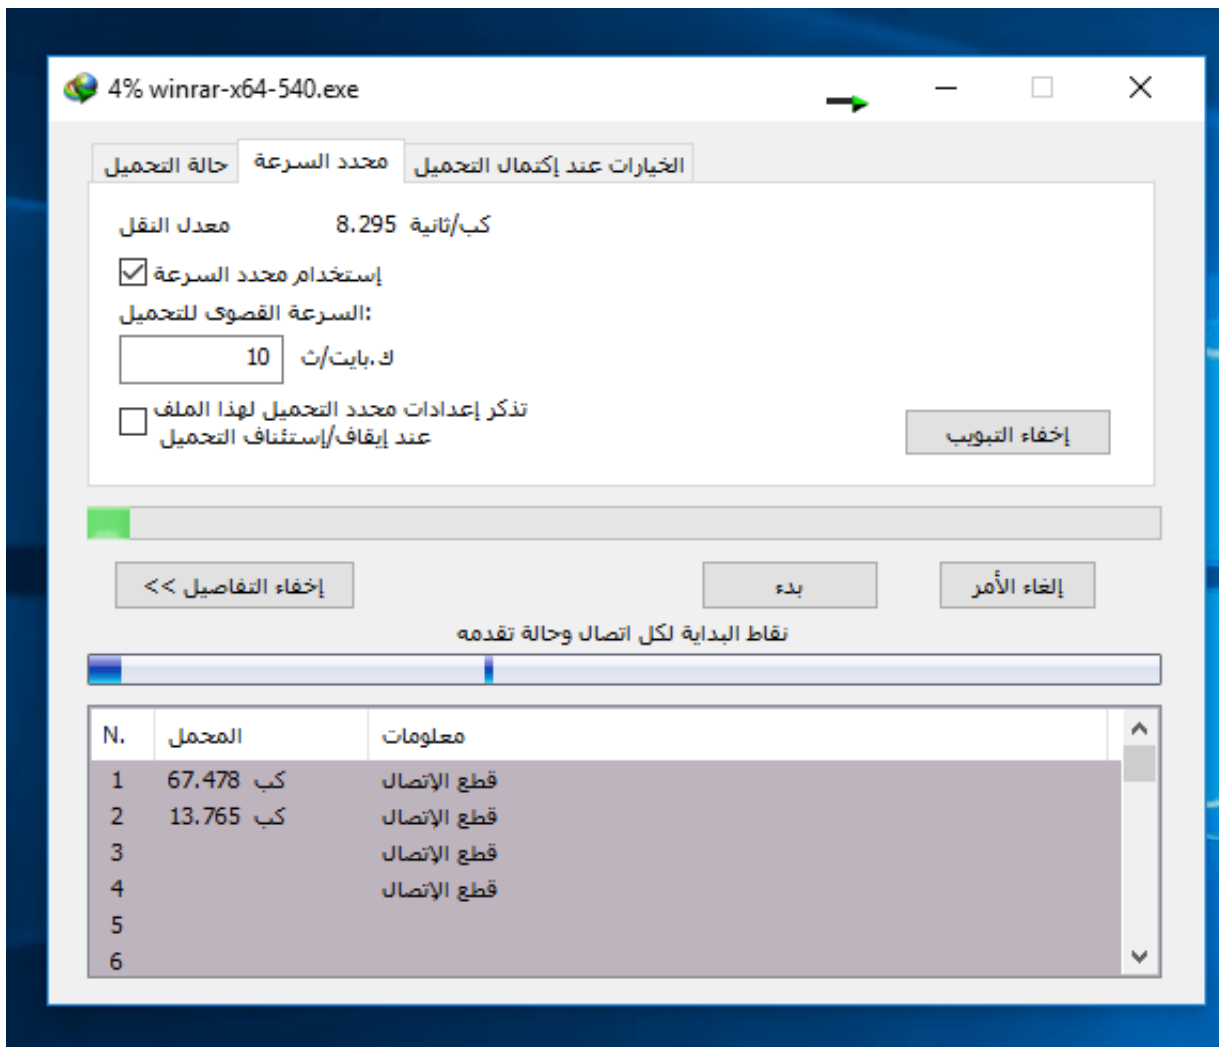 4% winrar-x64-540.exe
حالة التحميل
محدد السرعة
الخيارات عند إكتمال التحميل
معدل النقل
8.295 كب/ثانية
إستخدام محدد السرعة
السرعة القصوى للتحميل:
10 ك.بايت/ث
تذكر إعدادات محدد التحميل لهذا الملف
عند إيقاف/إستئناف التحميل
إخفاء التبويب
إخفاء التفاصيل >>
بدء
إلغاء الأمر
نقاط البداية لكل اتصال وحالة تقدمه
N. المحمل معلومات
1 67.478 كب قطع الإتصال
2 13.765 كب قطع الإتصال
3 قطع الإتصال
4 قطع الإتصال
5
6